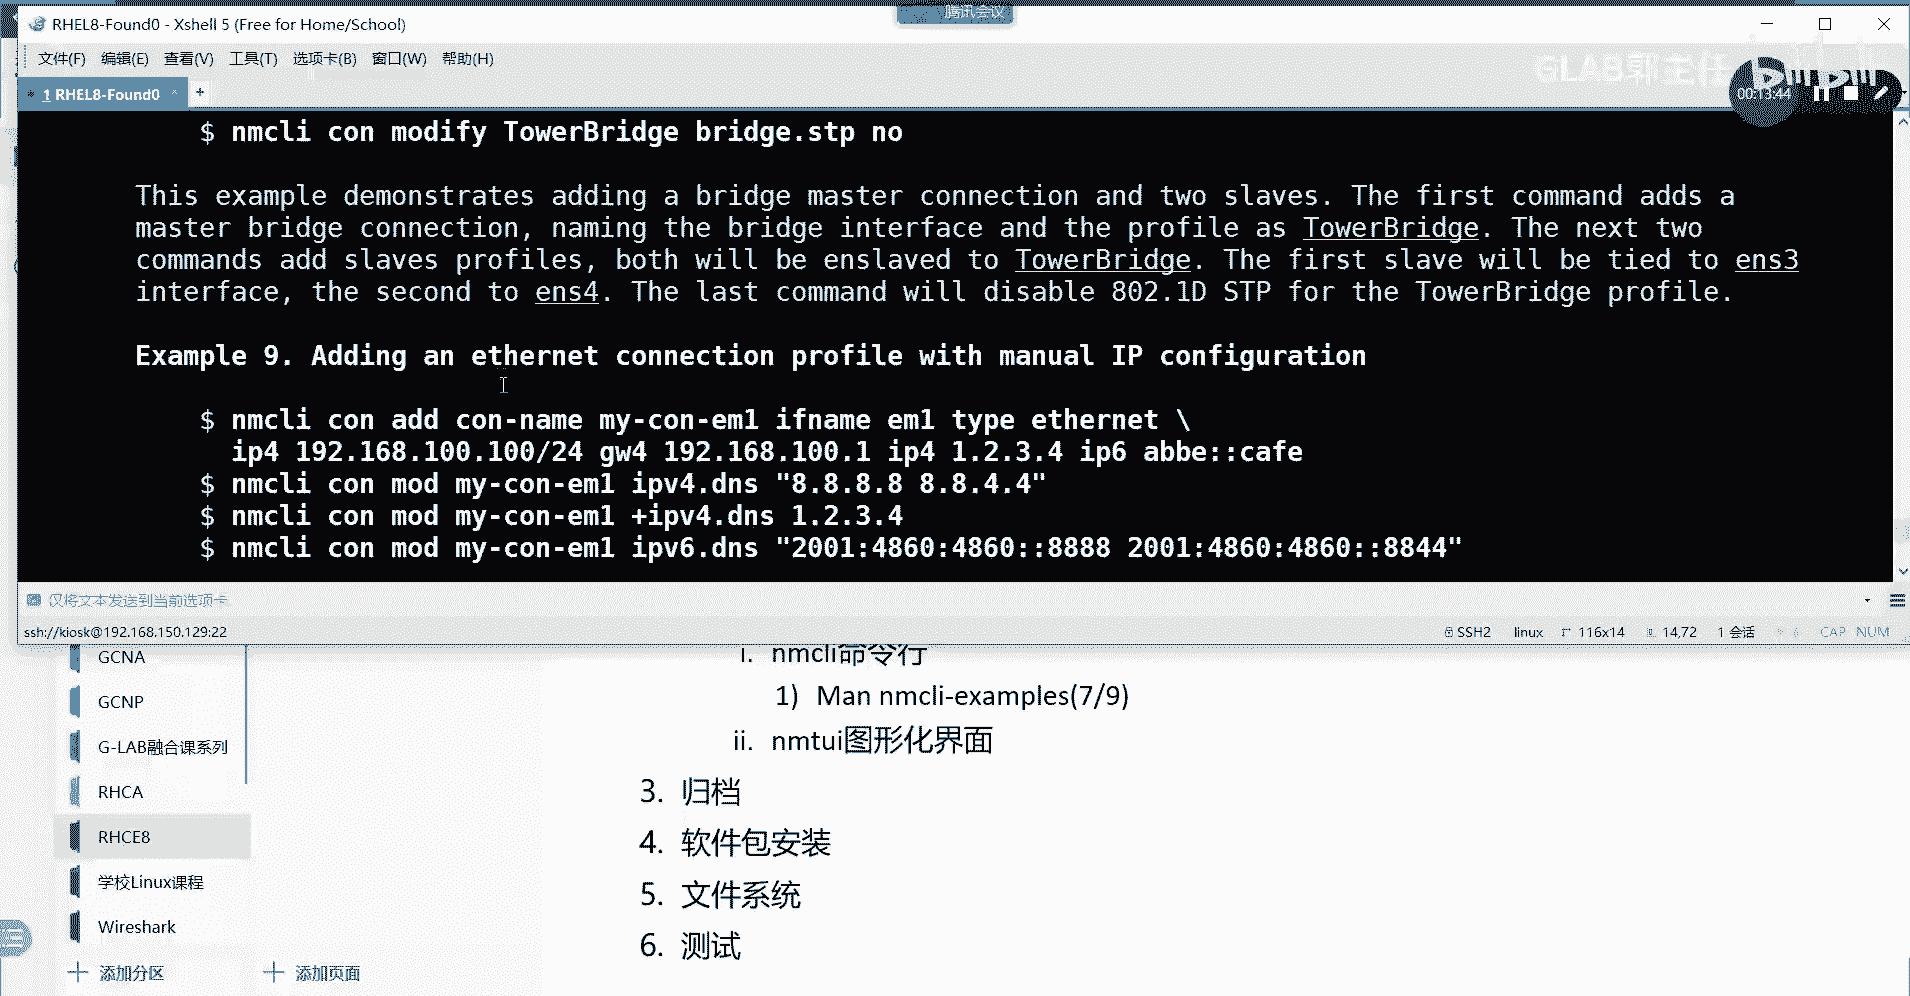 腾讯会议
RHEL8-Found0 - Xshell 5 (Free for Home/School)
文件(F) 编辑(E) 查看(V) 工具(T) 选项卡(B) 窗口(W) 帮助(H)
GLAB郭主任 bilibili
1 RHEL8-Found0 +
00:13:44
$ nmcli con modify TowerBridge bridge.stp no
This example demonstrates adding a bridge master connection and two slaves. The first command adds a
master bridge connection, naming the bridge interface and the profile as TowerBridge. The next two
commands add slaves profiles, both will be enslaved to TowerBridge. The first slave will be tied to ens3
interface, the second to ens4. The last command will disable 802.1D STP for the TowerBridge profile.
Example 9. Adding an ethernet connection profile with manual IP configuration
$ nmcli con add con-name my-con-em1 ifname em1 type ethernet \
ip4 192.168.100.100/24 gw4 192.168.100.1 ip4 1.2.3.4 ip6 abbe::cafe
$ nmcli con mod my-con-em1 ipv4.dns "8.8.8.8 8.8.4.4"
$ nmcli con mod my-con-em1 +ipv4.dns 1.2.3.4
$ nmcli con mod my-con-em1 ipv6.dns "2001:4860:4860::8888 2001:4860:4860::8844"
仅将文本发送到当前选项卡
ssh://kiosk@192.168.150.129:22 SSH2 linux 116x14 14,72 1 会话 CAP NUM
GCNA
GCNP
G-LAB融合课系列
RHCA
RHCE8
学校Linux课程
Wireshark
添加分区 添加页面
i. nmcli命令行
1) Man nmcli-examples(7/9)
ii. nmtui图形化界面
3. 归档
4. 软件包安装
5. 文件系统
6. 测试